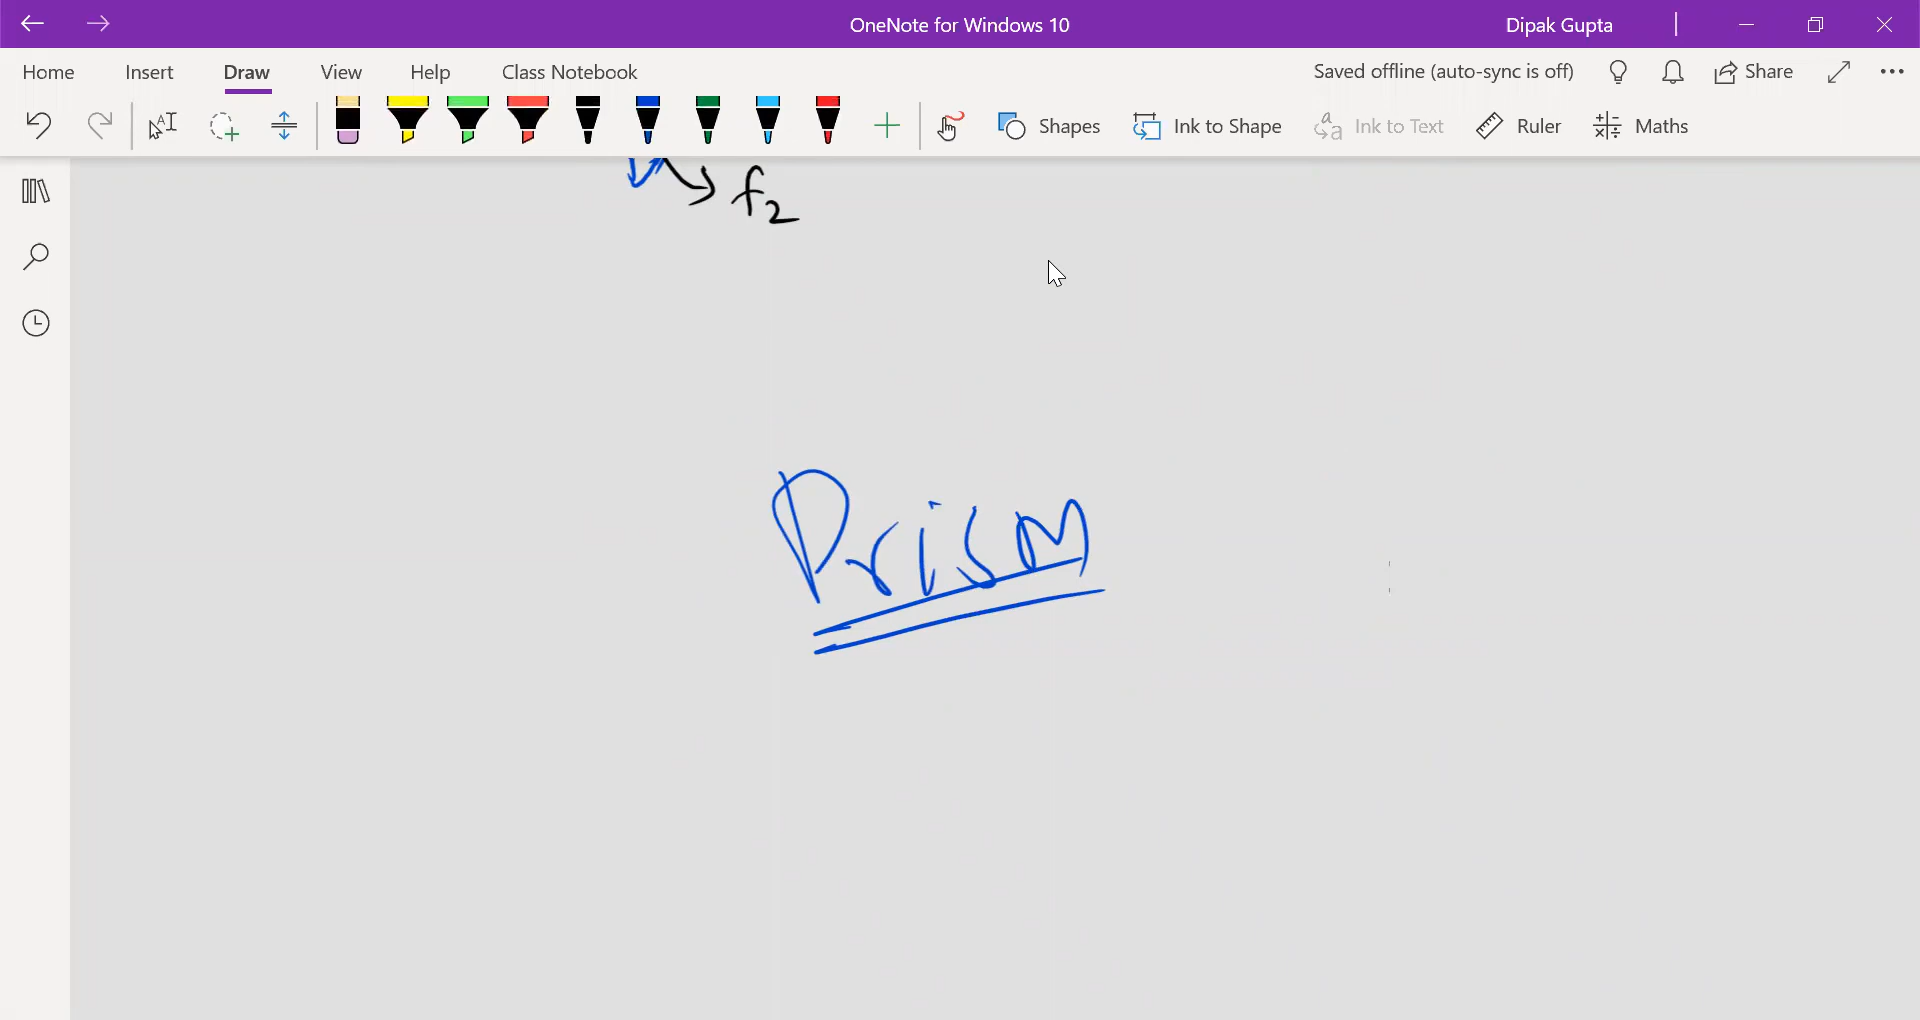 OneNote for Windows 10
Dipak Gupta
Home Insert Draw View Help Class Notebook
Saved offline (auto-sync is off) Share
Shapes Ink to Shape Ink to Text Ruler Maths
f2
Prism